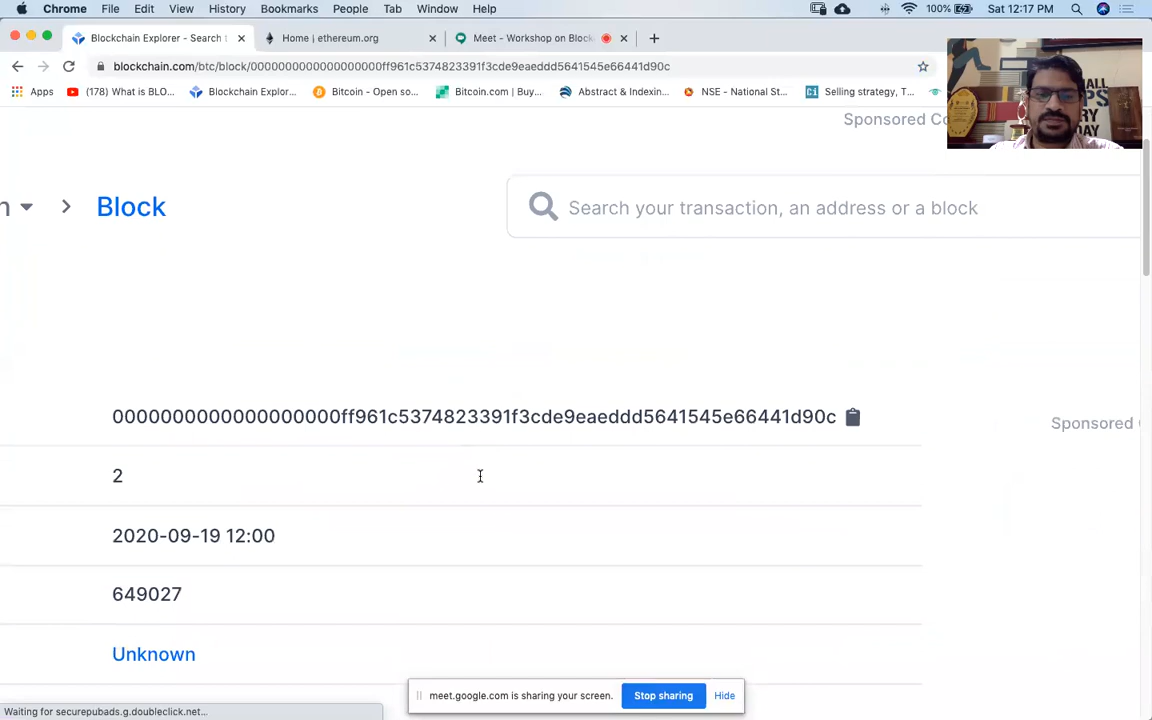 Chrome File Edit View History Bookmarks People Tab Window Help 100% Sat 12:17 PM
Blockchain Explorer - Search t Home | ethereum.org Meet - Workshop on Block
blockchain.com/btc/block/0000000000000000000ff961c5374823391f3cde9eaeddd5641545e66441d90c
Apps (178) What is BLO... Blockchain Explor... Bitcoin - Open so... Bitcoin.com | Buy... Abstract & Indexin... NSE - National St... Selling strategy, T...
Sponsored Co
n > Block Search your transaction, an address or a block
0000000000000000000ff961c5374823391f3cde9eaeddd5641545e66441d90c
Sponsored
2
2020-09-19 12:00
649027
Unknown
meet.google.com is sharing your screen. Stop sharing Hide
Waiting for securepubads.g.doubleclick.net...